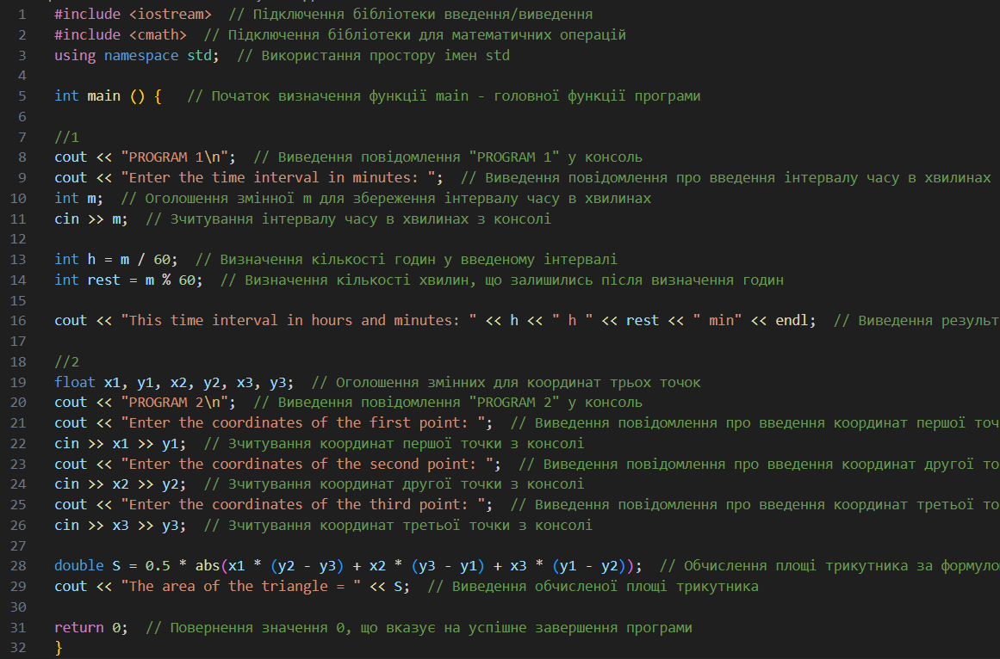 1 #include <iostream>  // Підключення бібліотеки введення/виведення
2 #include <cmath>  // Підключення бібліотеки для математичних операцій
3 using namespace std;  // Використання простору імен std
4
5 int main () {   // Початок визначення функції main - головної функції програми
6
7 //1
8 cout << "PROGRAM 1\n";  // Виведення повідомлення "PROGRAM 1" у консоль
9 cout << "Enter the time interval in minutes: ";  // Виведення повідомлення про введення інтервалу часу в хвилинах
10 int m;  // Оголошення змінної m для збереження інтервалу часу в хвилинах
11 cin >> m;  // Зчитування інтервалу часу в хвилинах з консолі
12
13 int h = m / 60;  // Визначення кількості годин у введеному інтервалі
14 int rest = m % 60;  // Визначення кількості хвилин, що залишились після визначення годин
15
16 cout << "This time interval in hours and minutes: " << h << " h " << rest << " min" << endl;  // Виведення результ
17
18 //2
19 float x1, y1, x2, y2, x3, y3;  // Оголошення змінних для координат трьох точок
20 cout << "PROGRAM 2\n";  // Виведення повідомлення "PROGRAM 2" у консоль
21 cout << "Enter the coordinates of the first point: ";  // Виведення повідомлення про введення координат першої точ
22 cin >> x1 >> y1;  // Зчитування координат першої точки з консолі
23 cout << "Enter the coordinates of the second point: ";  // Виведення повідомлення про введення координат другої то
24 cin >> x2 >> y2;  // Зчитування координат другої точки з консолі
25 cout << "Enter the coordinates of the third point: ";  // Виведення повідомлення про введення координат третьої то
26 cin >> x3 >> y3;  // Зчитування координат третьої точки з консолі
27
28 double S = 0.5 * abs(x1 * (y2 - y3) + x2 * (y3 - y1) + x3 * (y1 - y2));  // Обчислення площі трикутника за формуло
29 cout << "The area of the triangle = " << S;  // Виведення обчисленої площі трикутника
30
31 return 0;  // Повернення значення 0, що вказує на успішне завершення програми
32 }